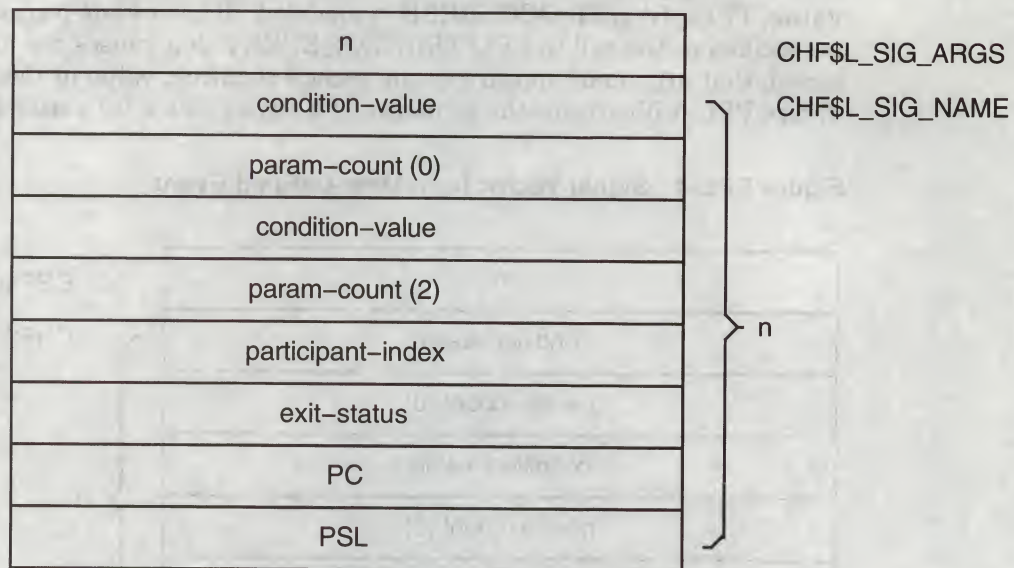 n CHF$L_SIG_ARGS
condition–value CHF$L_SIG_NAME
param–count (0)
condition–value
param–count (2)
participant–index n
exit–status
PC
PSL